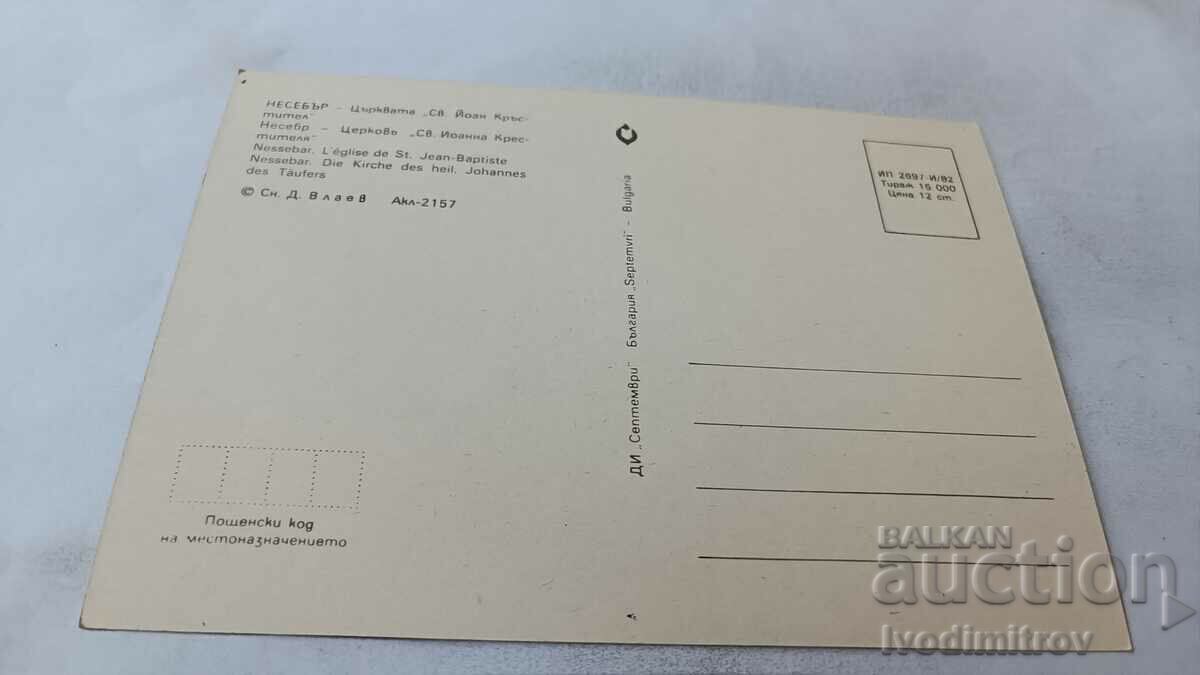 НЕСЕБЪР – Църквата „Св. Йоан Кръс-
тител"
Несебр – Церковь „Св. Иоанна Крес-
тителя"
Nessebar. L'église de St. Jean-Baptiste
Nessebar. Die Kirche des heil. Johannes
des Täufers
© Сн. Д. Влаев Акл-2157
ИП 2697-И/82
Тираж 15 000
Цена 12 ст.
ДИ „Септември" България „Septemvri" – Bulgaria
Пощенски код
на местоназначението
BALKAN
auction
Ivodimitrov